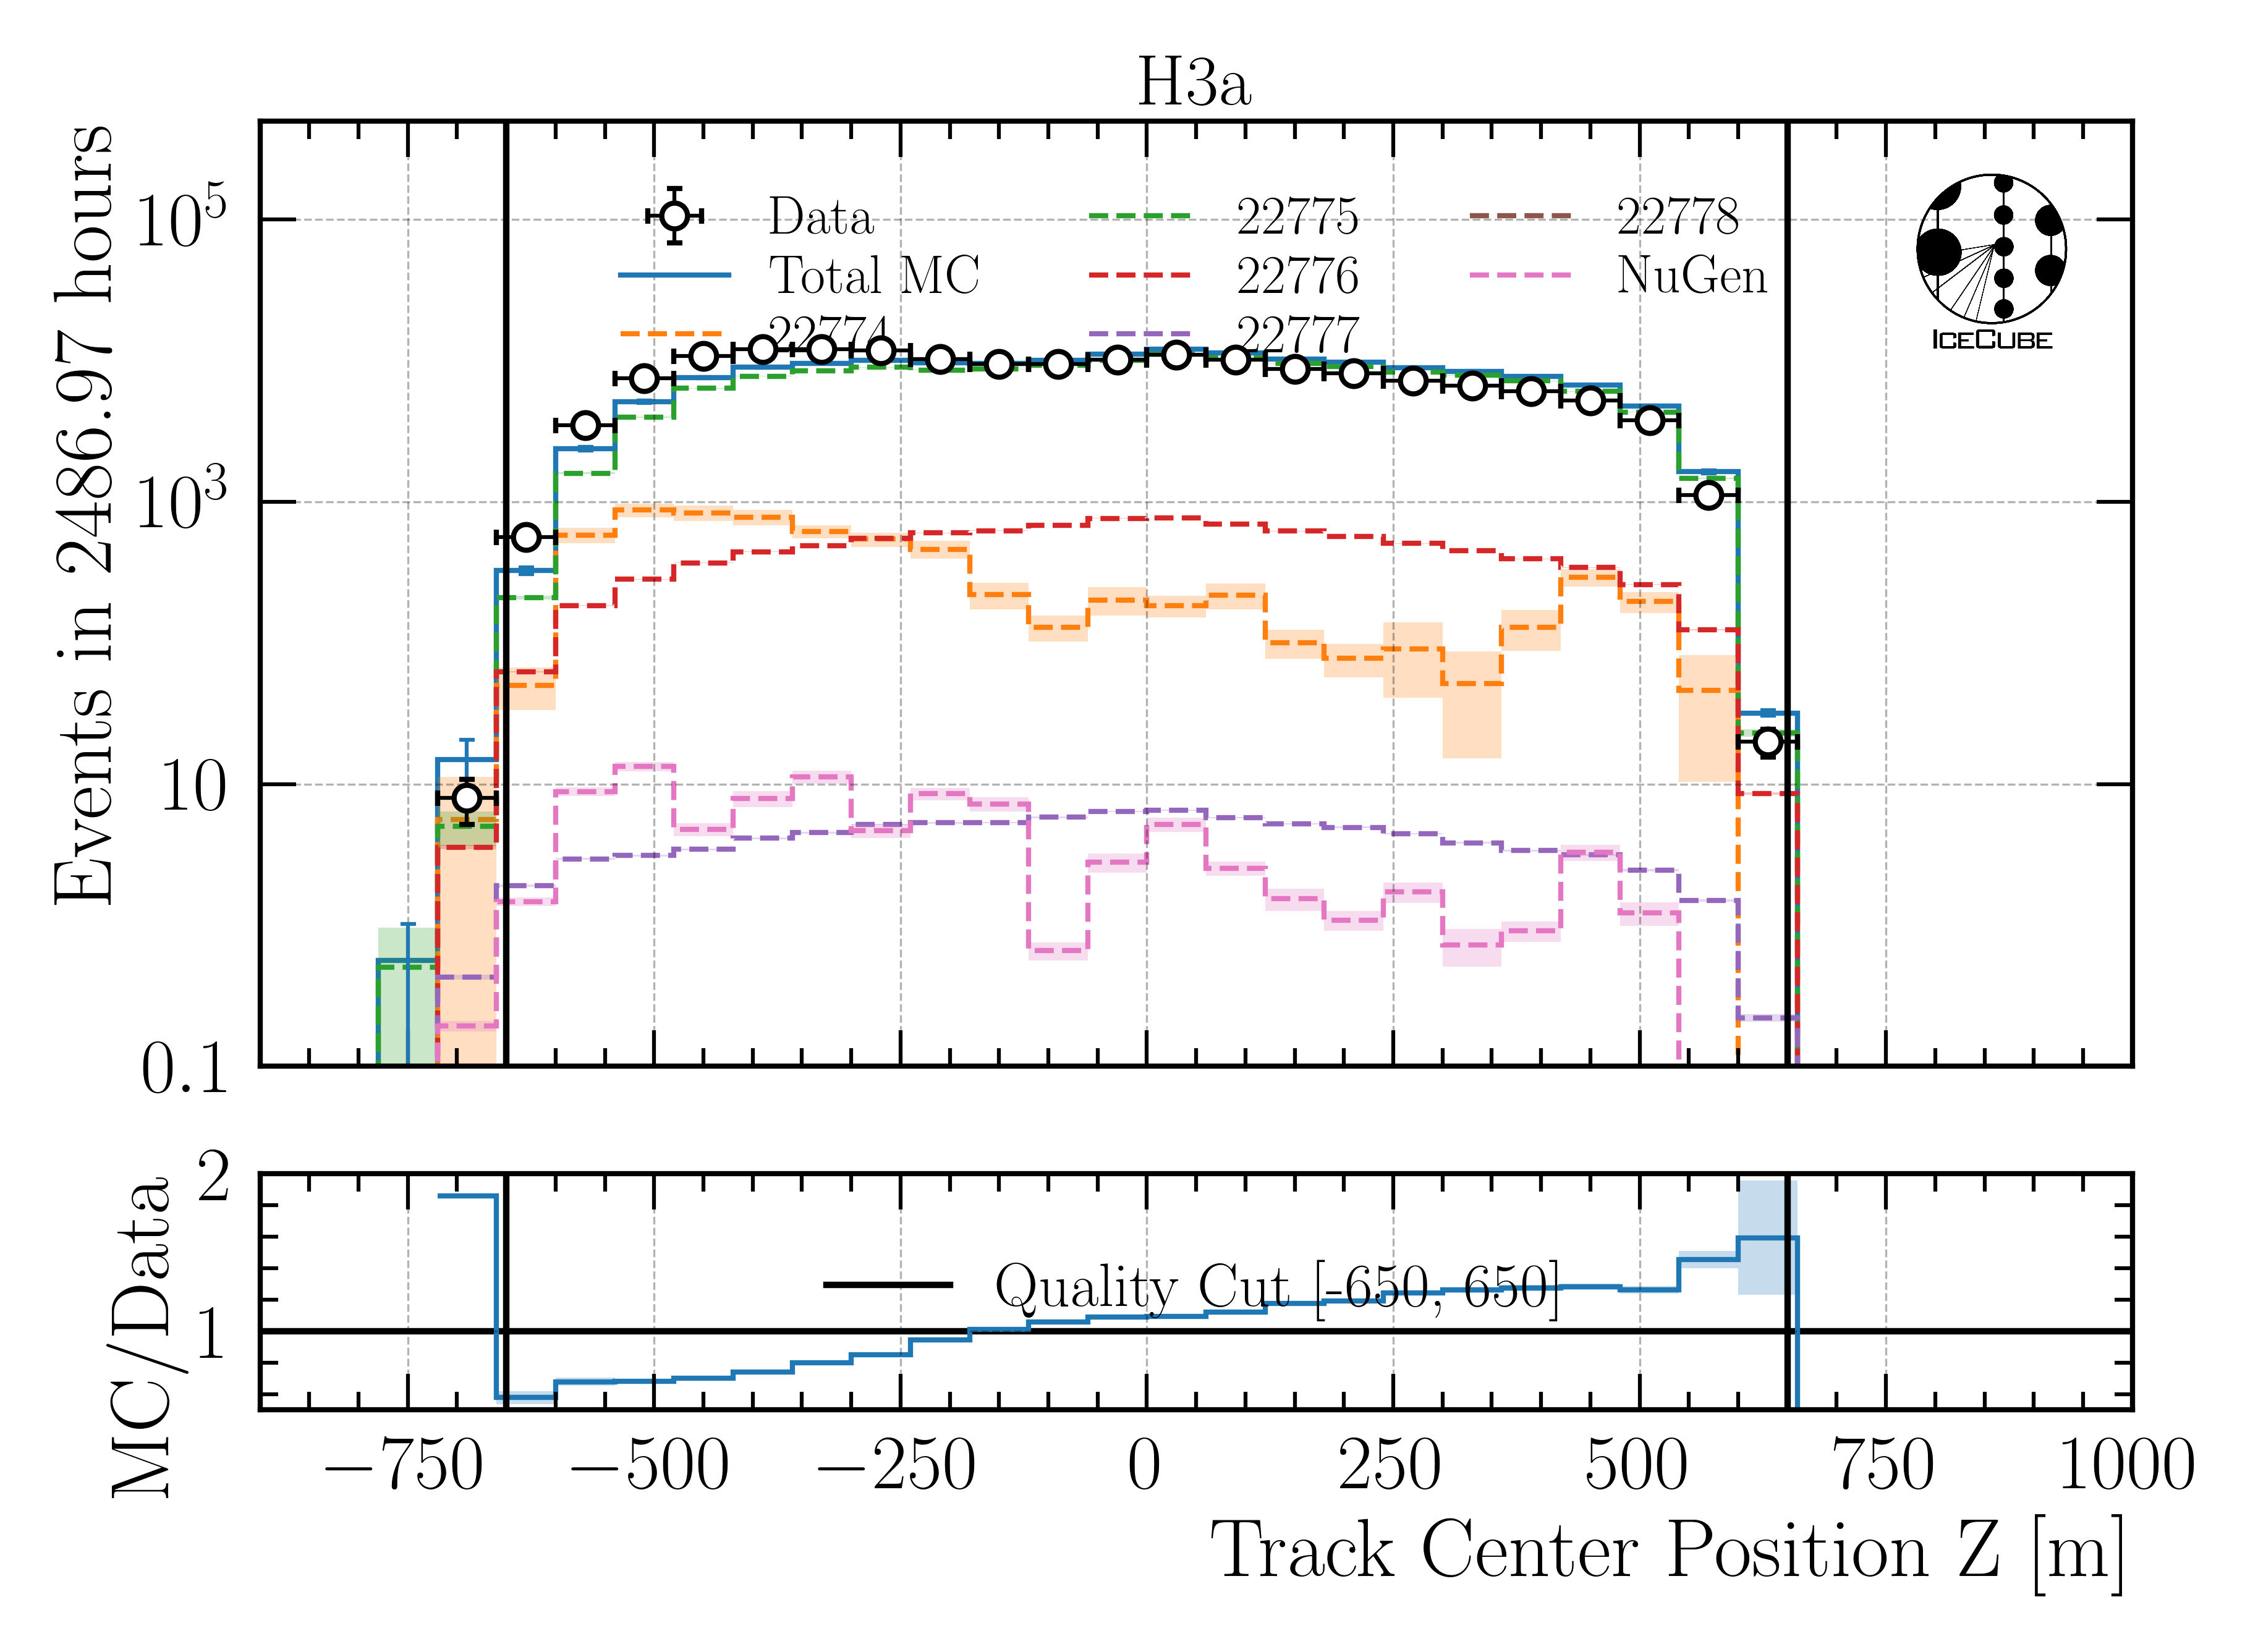 H3a
Events in 2486.97 hours
10^5
10^3
10
0.1
Data
Total MC
22774
22775
22776
22777
22778
NuGen
IceCube
MC/Data
2
1
Quality Cut [-650, 650]
−750 −500 −250 0 250 500 750 1000
Track Center Position Z [m]